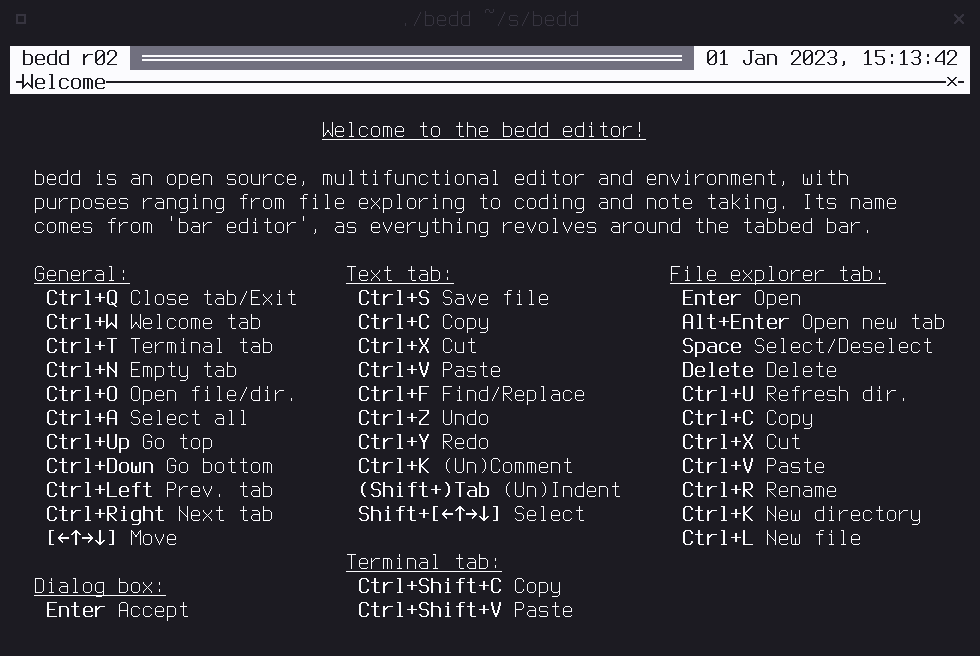 ./bedd ~/s/bedd
bedd r02 01 Jan 2023, 15:13:42
Welcome x
Welcome to the bedd editor!
bedd is an open source, multifunctional editor and environment, with
purposes ranging from file exploring to coding and note taking. Its name
comes from 'bar editor', as everything revolves around the tabbed bar.
General:
Ctrl+Q Close tab/Exit
Ctrl+W Welcome tab
Ctrl+T Terminal tab
Ctrl+N Empty tab
Ctrl+O Open file/dir.
Ctrl+A Select all
Ctrl+Up Go top
Ctrl+Down Go bottom
Ctrl+Left Prev. tab
Ctrl+Right Next tab
[←↑→↓] Move
Dialog box:
Enter Accept
Text tab:
Ctrl+S Save file
Ctrl+C Copy
Ctrl+X Cut
Ctrl+V Paste
Ctrl+F Find/Replace
Ctrl+Z Undo
Ctrl+Y Redo
Ctrl+K (Un)Comment
(Shift+)Tab (Un)Indent
Shift+[←↑→↓] Select
Terminal tab:
Ctrl+Shift+C Copy
Ctrl+Shift+V Paste
File explorer tab:
Enter Open
Alt+Enter Open new tab
Space Select/Deselect
Delete Delete
Ctrl+U Refresh dir.
Ctrl+C Copy
Ctrl+X Cut
Ctrl+V Paste
Ctrl+R Rename
Ctrl+K New directory
Ctrl+L New file